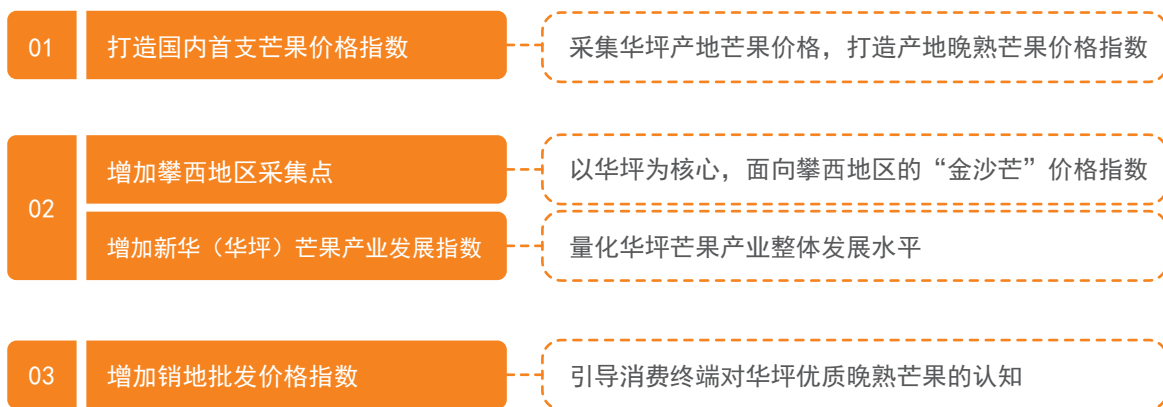 01
打造国内首支芒果价格指数
采集华坪产地芒果价格，打造产地晚熟芒果价格指数
02
增加攀西地区采集点
以华坪为核心，面向攀西地区的“金沙芒”价格指数
增加新华（华坪）芒果产业发展指数
量化华坪芒果产业整体发展水平
03
增加销地批发价格指数
引导消费终端对华坪优质晚熟芒果的认知